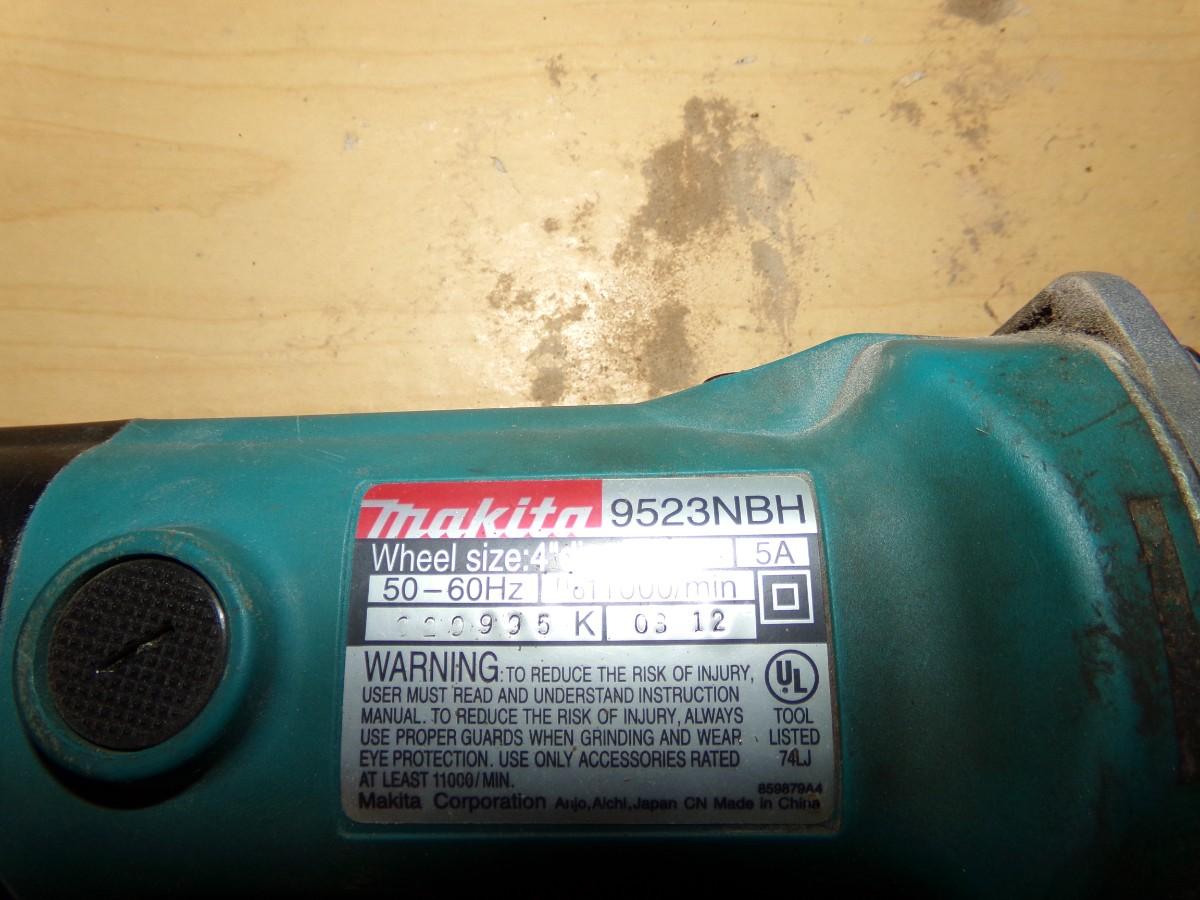 makita 9523NBH
Wheel size:4" 5A
50–60Hz 11000/min
K 12
WARNING: TO REDUCE THE RISK OF INJURY,
USER MUST READ AND UNDERSTAND INSTRUCTION
MANUAL. TO REDUCE THE RISK OF INJURY, ALWAYS
USE PROPER GUARDS WHEN GRINDING AND WEAR
EYE PROTECTION. USE ONLY ACCESSORIES RATED
AT LEAST 11000/MIN.
UL
TOOL
LISTED
74LJ
859879A4
Makita Corporation Anjo,Aichi,Japan CN Made in China